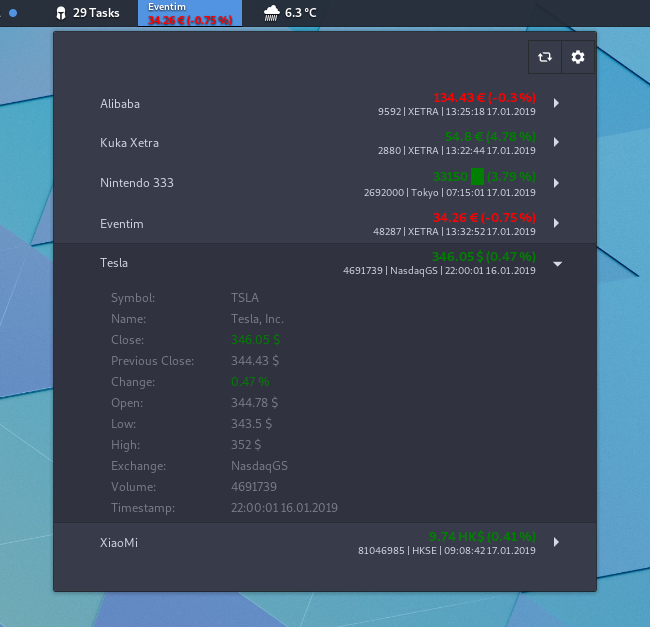 29 Tasks
Eventim
34.26 € (-0.75 %)
6.3 °C
Alibaba
134.43 € (-0.3 %)
9592 | XETRA | 13:25:18 17.01.2019
Kuka Xetra
54.8 € (4.78 %)
2880 | XETRA | 13:22:44 17.01.2019
Nintendo 333
33150 (3.79 %)
2692000 | Tokyo | 07:15:01 17.01.2019
Eventim
34.26 € (-0.75 %)
48287 | XETRA | 13:32:52 17.01.2019
Tesla
346.05 $ (0.47 %)
4691739 | NasdaqGS | 22:00:01 16.01.2019
Symbol: TSLA
Name: Tesla, Inc.
Close: 346.05 $
Previous Close: 344.43 $
Change: 0.47 %
Open: 344.78 $
Low: 343.5 $
High: 352 $
Exchange: NasdaqGS
Volume: 4691739
Timestamp: 22:00:01 16.01.2019
XiaoMi
9.74 HK$ (0.41 %)
81046985 | HKSE | 09:08:42 17.01.2019